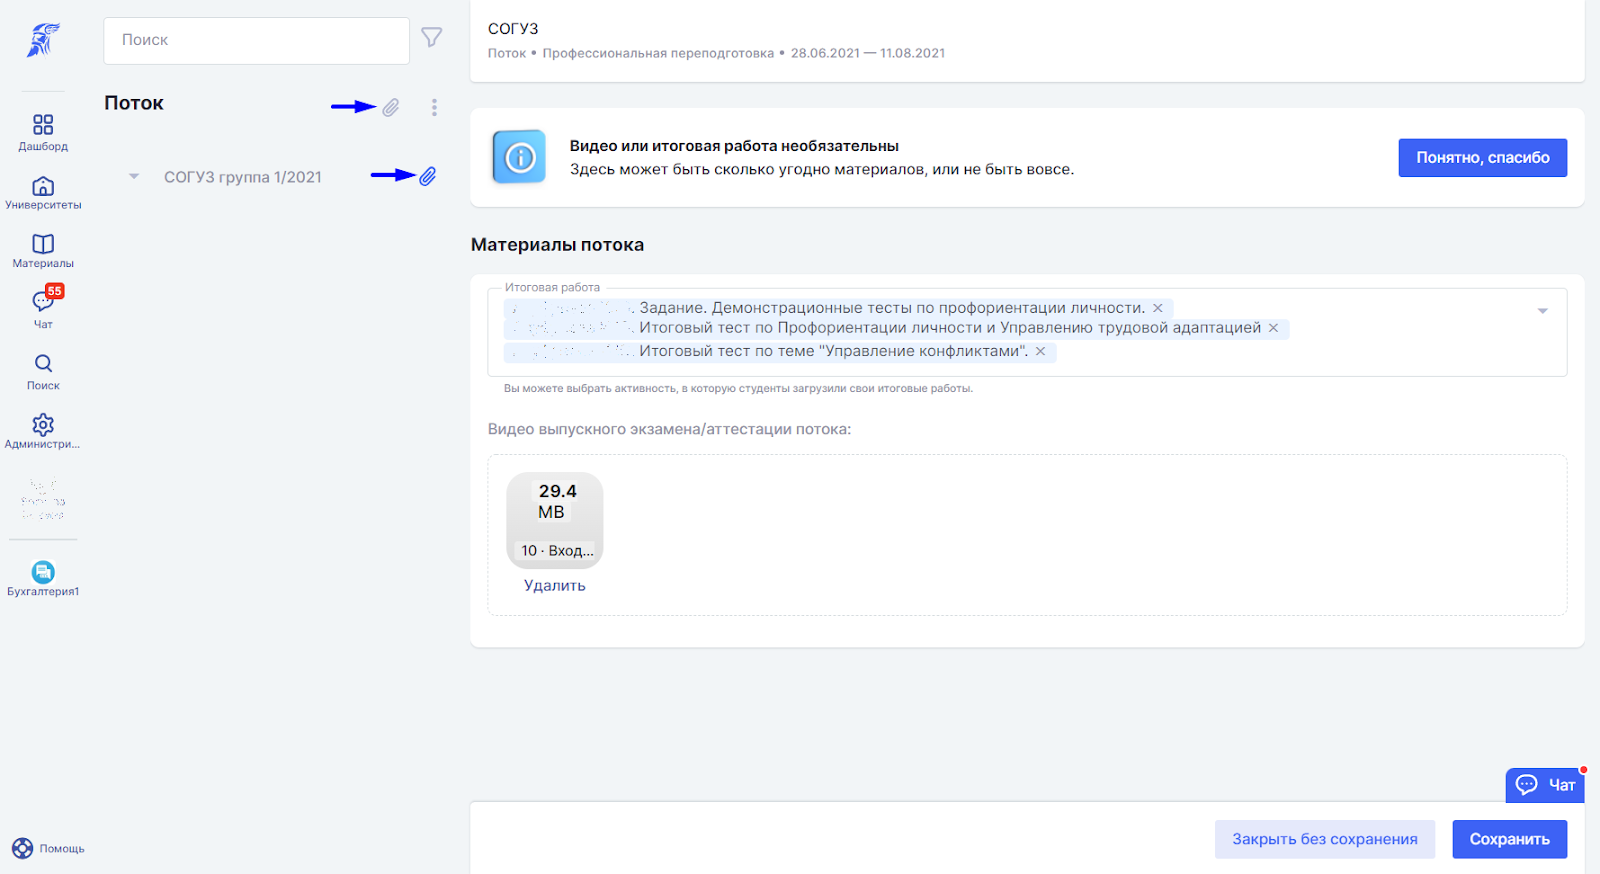 Поиск
Поток
СОГУЗ группа 1/2021
Дашборд
Университеты
Материалы
55
Чат
Поиск
Администри...
Бухгалтерия1
Помощь
СОГУЗ
Поток • Профессиональная переподготовка • 28.06.2021 — 11.08.2021
Видео или итоговая работа необязательны
Здесь может быть сколько угодно материалов, или не быть вовсе.
Понятно, спасибо
Материалы потока
Итоговая работа
. Задание. Демонстрационные тесты по профориентации личности. ×
. Итоговый тест по Профориентации личности и Управлению трудовой адаптацией ×
. Итоговый тест по теме "Управление конфликтами". ×
Вы можете выбрать активность, в которую студенты загрузили свои итоговые работы.
Видео выпускного экзамена/аттестации потока:
29.4
MB
10 · Вход...
Удалить
Чат
Закрыть без сохранения
Сохранить